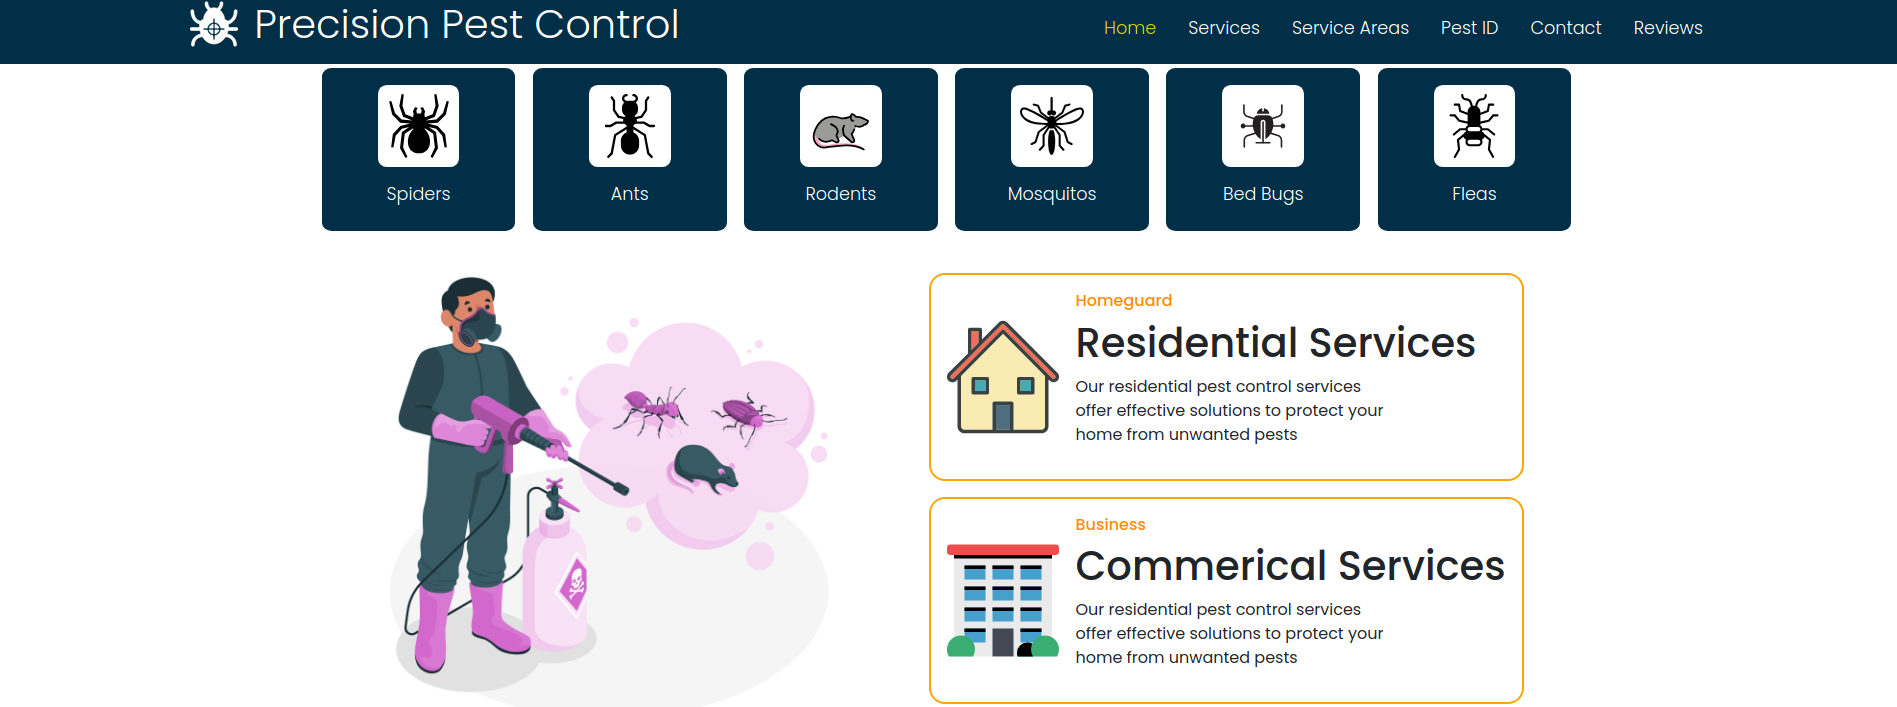 Precision Pest Control
Home Services Service Areas Pest ID Contact Reviews
Spiders
Ants
Rodents
Mosquitos
Bed Bugs
Fleas
Homeguard
Residential Services
Our residential pest control services
offer effective solutions to protect your
home from unwanted pests
Business
Commerical Services
Our residential pest control services
offer effective solutions to protect your
home from unwanted pests